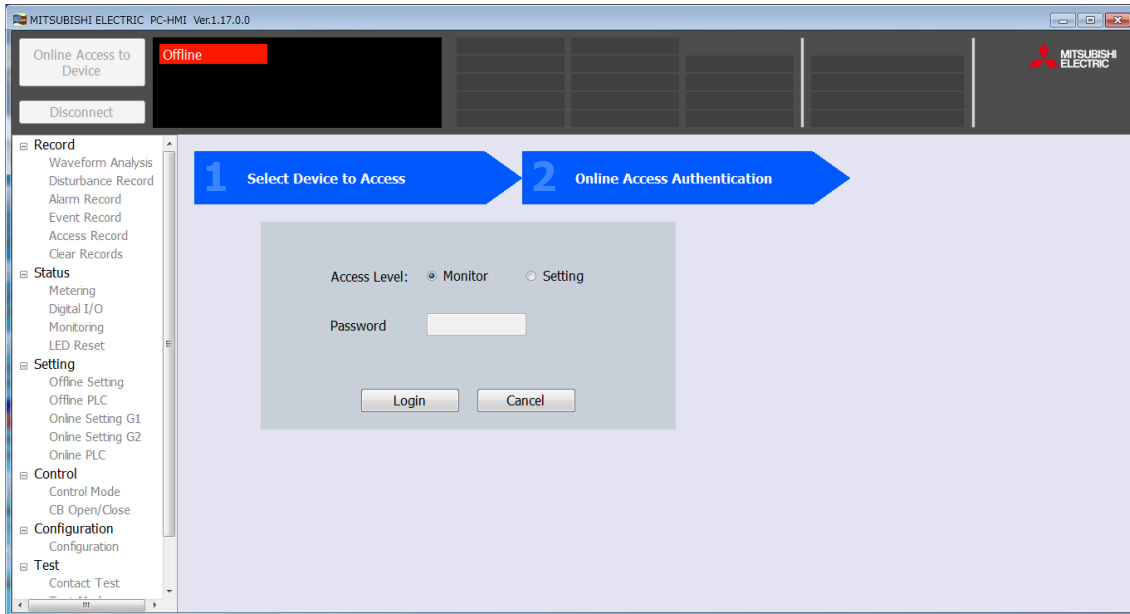 MITSUBISHI ELECTRIC PC-HMI Ver.1.17.0.0
Online Access to
Device
Disconnect
Offline
MITSUBISHI
ELECTRIC
Record
Waveform Analysis
Disturbance Record
Alarm Record
Event Record
Access Record
Clear Records
Status
Metering
Digital I/O
Monitoring
LED Reset
Setting
Offline Setting
Offline PLC
Online Setting G1
Online Setting G2
Online PLC
Control
Control Mode
CB Open/Close
Configuration
Configuration
Test
Contact Test
1 Select Device to Access
2 Online Access Authentication
Access Level: Monitor Setting
Password
Login Cancel